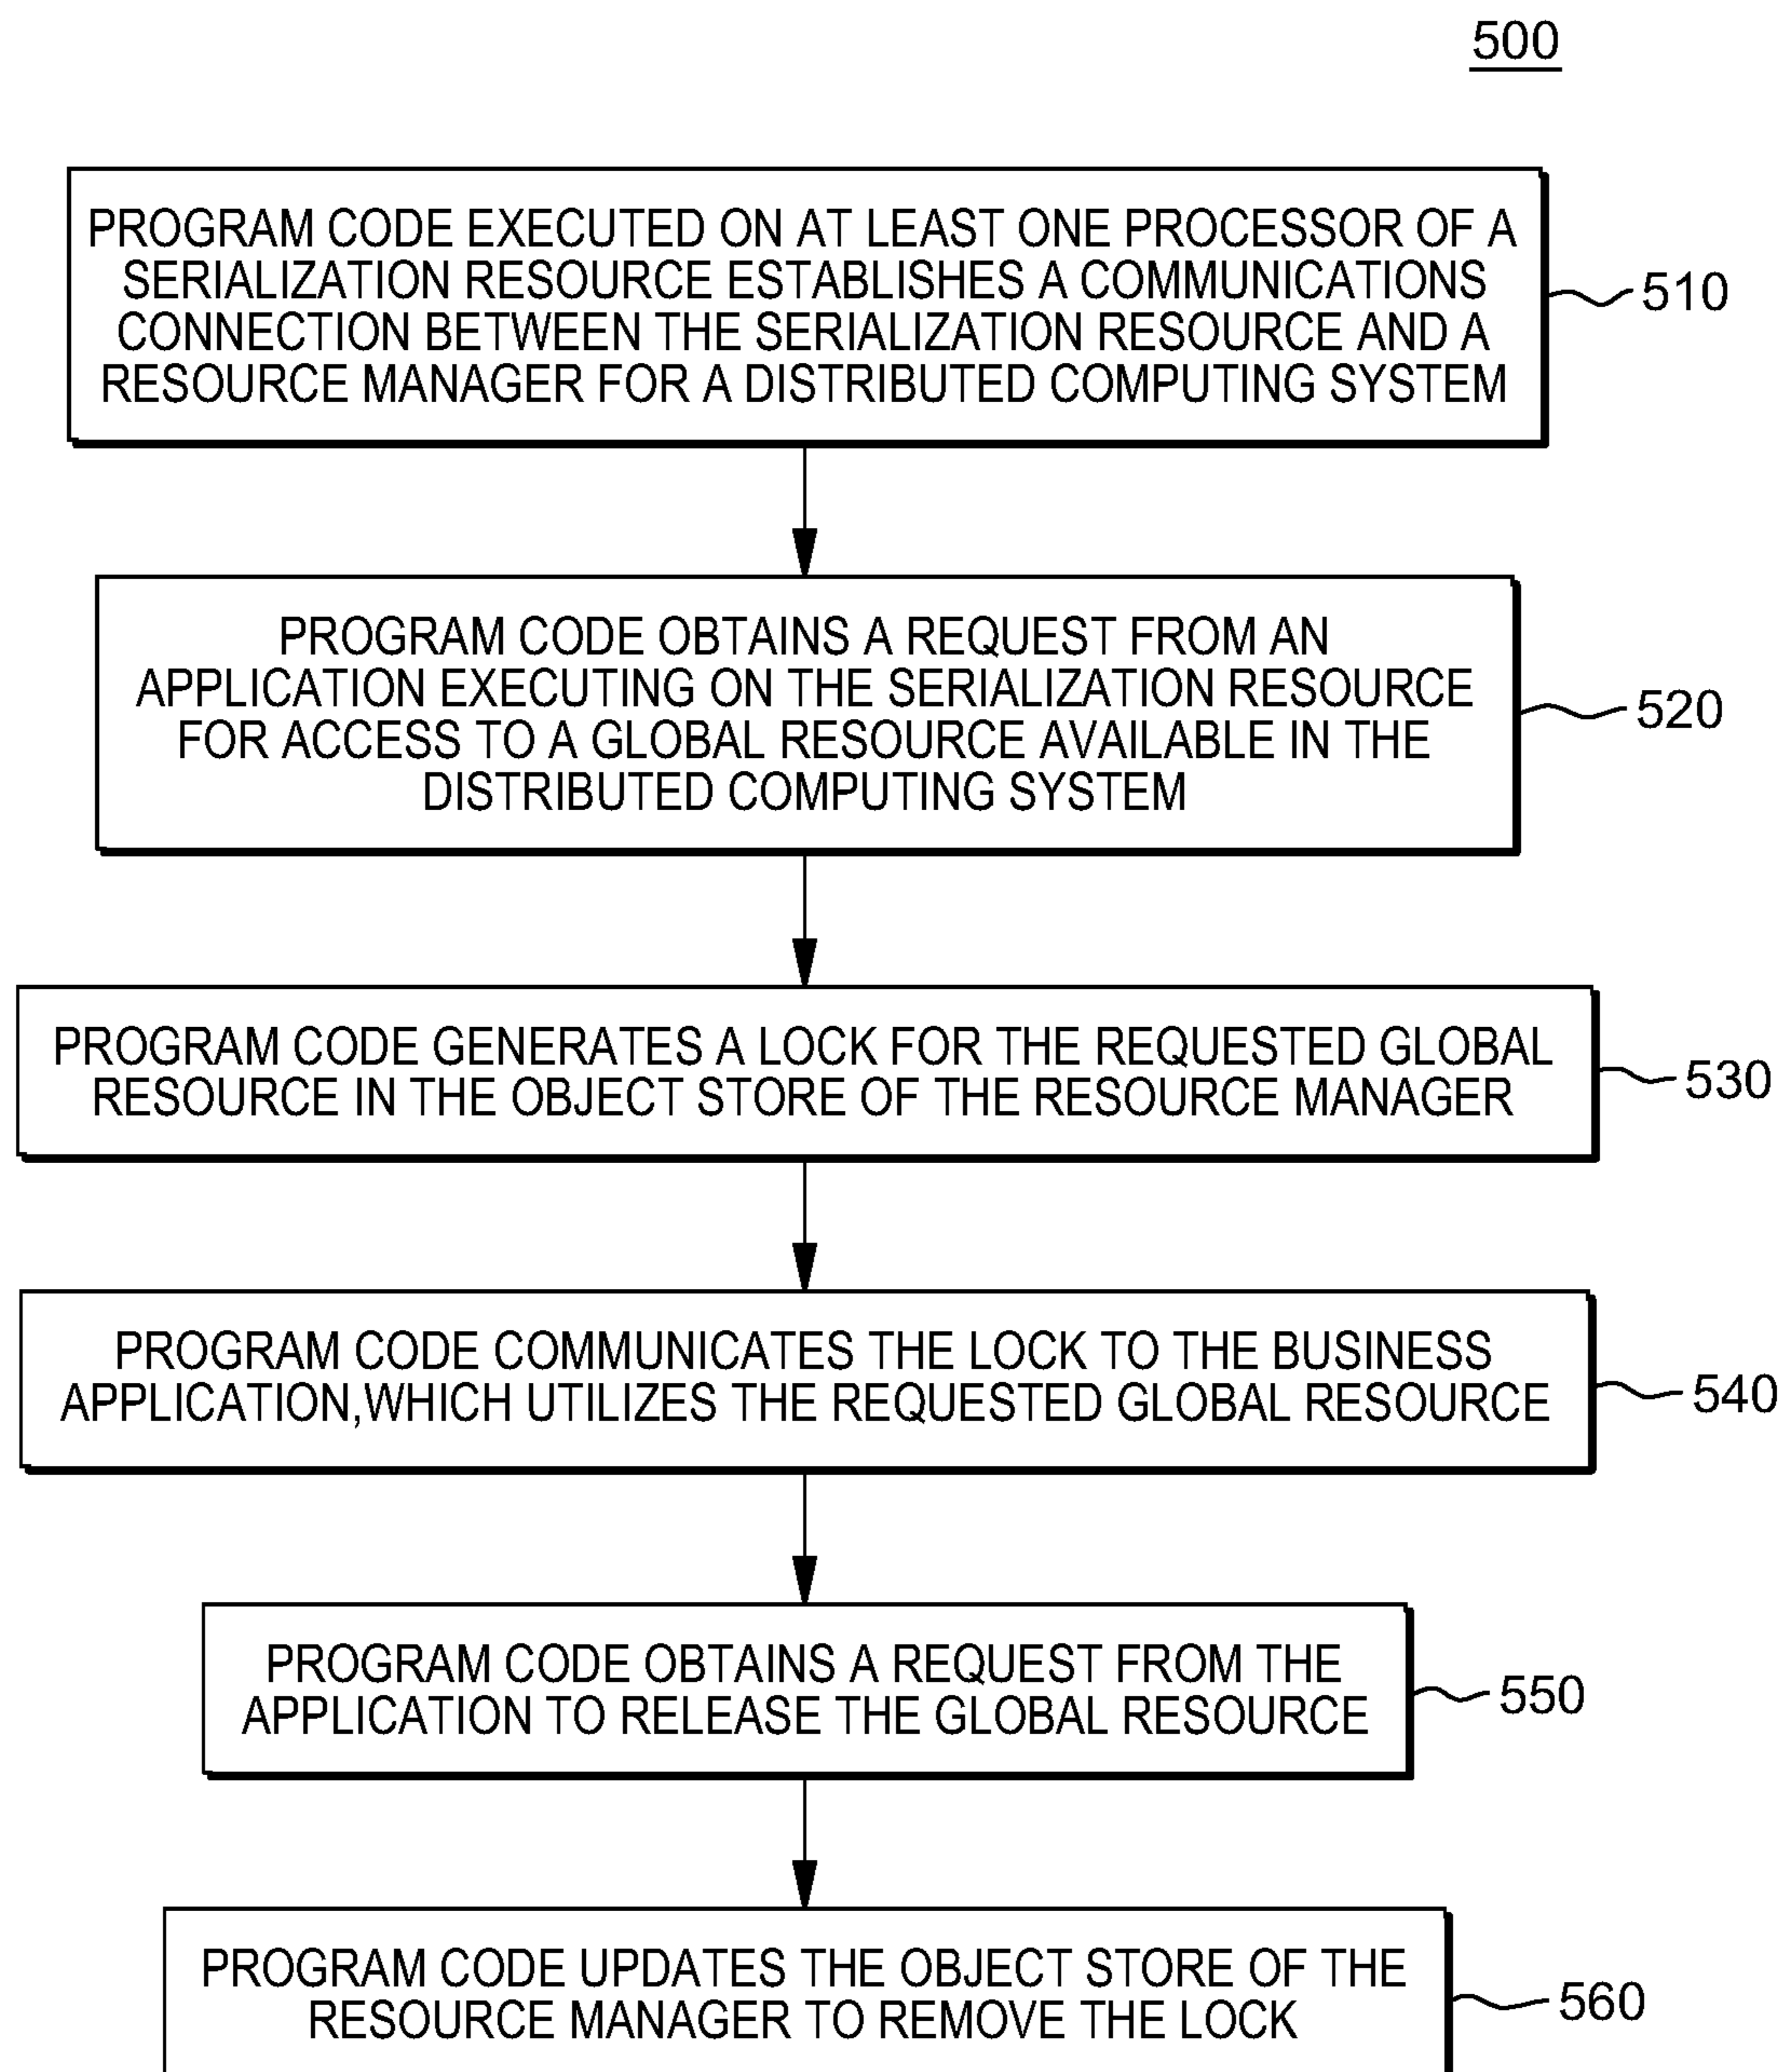 500
PROGRAM CODE EXECUTED ON AT LEAST ONE PROCESSOR OF A
SERIALIZATION RESOURCE ESTABLISHES A COMMUNICATIONS
CONNECTION BETWEEN THE SERIALIZATION RESOURCE AND A
RESOURCE MANAGER FOR A DISTRIBUTED COMPUTING SYSTEM
510
PROGRAM CODE OBTAINS A REQUEST FROM AN
APPLICATION EXECUTING ON THE SERIALIZATION RESOURCE
FOR ACCESS TO A GLOBAL RESOURCE AVAILABLE IN THE
DISTRIBUTED COMPUTING SYSTEM
520
PROGRAM CODE GENERATES A LOCK FOR THE REQUESTED GLOBAL
RESOURCE IN THE OBJECT STORE OF THE RESOURCE MANAGER
530
PROGRAM CODE COMMUNICATES THE LOCK TO THE BUSINESS
APPLICATION,WHICH UTILIZES THE REQUESTED GLOBAL RESOURCE
540
PROGRAM CODE OBTAINS A REQUEST FROM THE
APPLICATION TO RELEASE THE GLOBAL RESOURCE
550
PROGRAM CODE UPDATES THE OBJECT STORE OF THE
RESOURCE MANAGER TO REMOVE THE LOCK
560